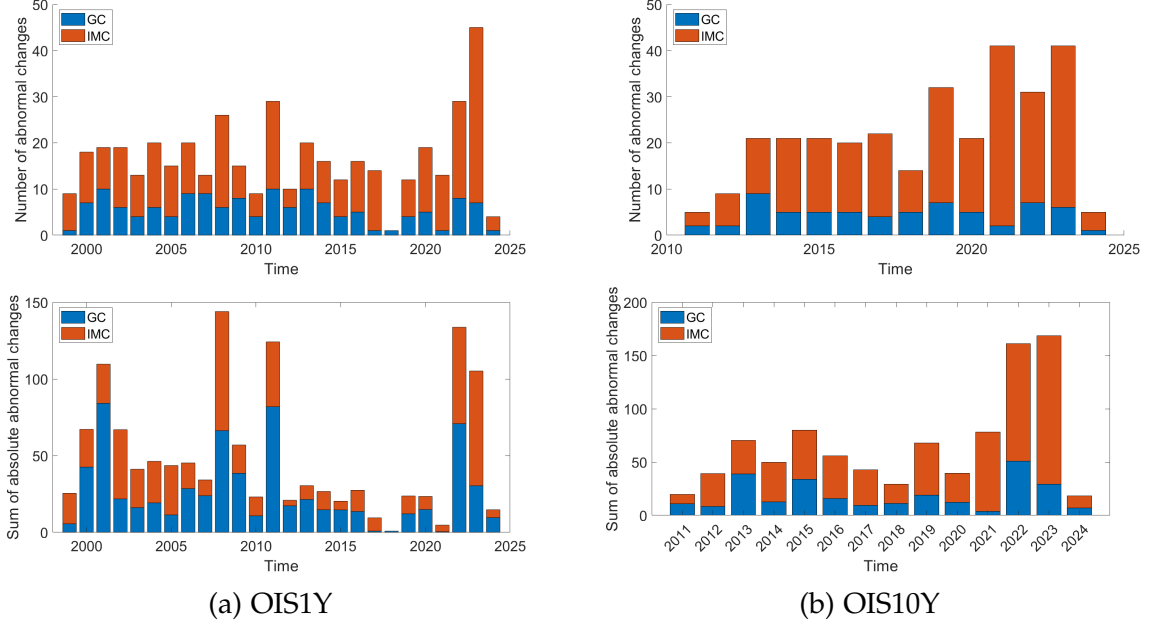 50
40
30
20
10
0
Number of abnormal changes
GC
IMC
2000
2005
2010
2015
2020
2025
Time
50
40
30
20
10
0
Number of abnormal changes
GC
IMC
2010
2015
2020
2025
Time
150
100
50
0
Sum of absolute abnormal changes
GC
IMC
2000
2005
2010
2015
2020
2025
Time
200
150
100
50
0
Sum of absolute abnormal changes
GC
IMC
2011
2012
2013
2014
2015
2016
2017
2018
2019
2020
2021
2022
2023
2024
Time
(a) OIS1Y
(b) OIS10Y